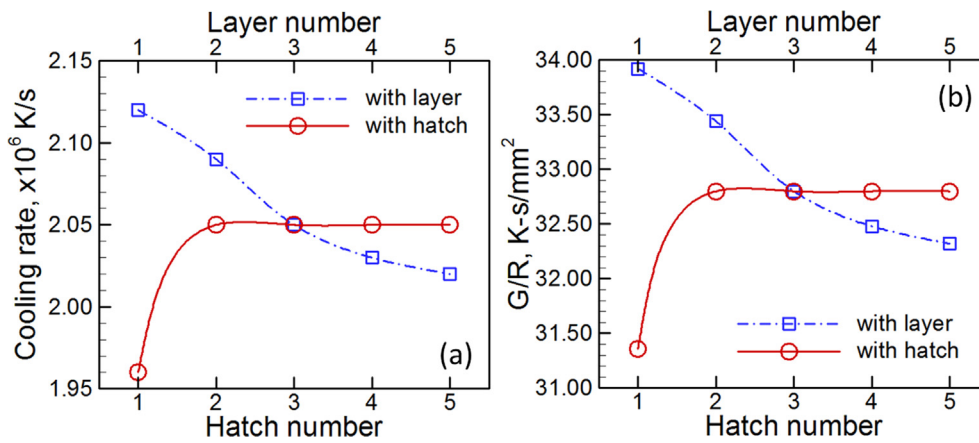 Layer number
1 2 3 4 5
2.15
2.10
2.05
2.00
1.95
Cooling rate, x10⁶ K/s
with layer
with hatch
(a)
1 2 3 4 5
Hatch number
Layer number
1 2 3 4 5
34.00
33.50
33.00
32.50
32.00
31.50
31.00
G/R, K-s/mm²
(b)
with layer
with hatch
1 2 3 4 5
Hatch number